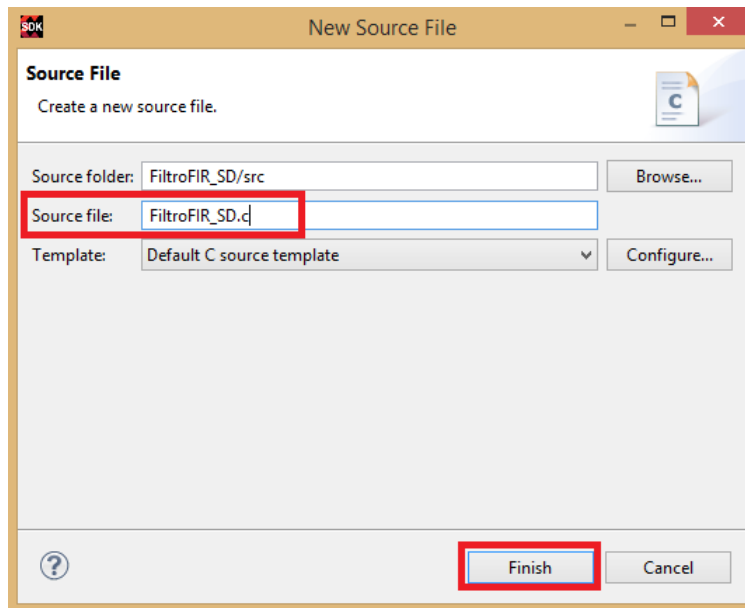 SDK New Source File
Source File
Create a new source file.
C
Source folder: FiltroFIR_SD/src Browse...
Source file: FiltroFIR_SD.c
Template: Default C source template Configure...
? Finish Cancel